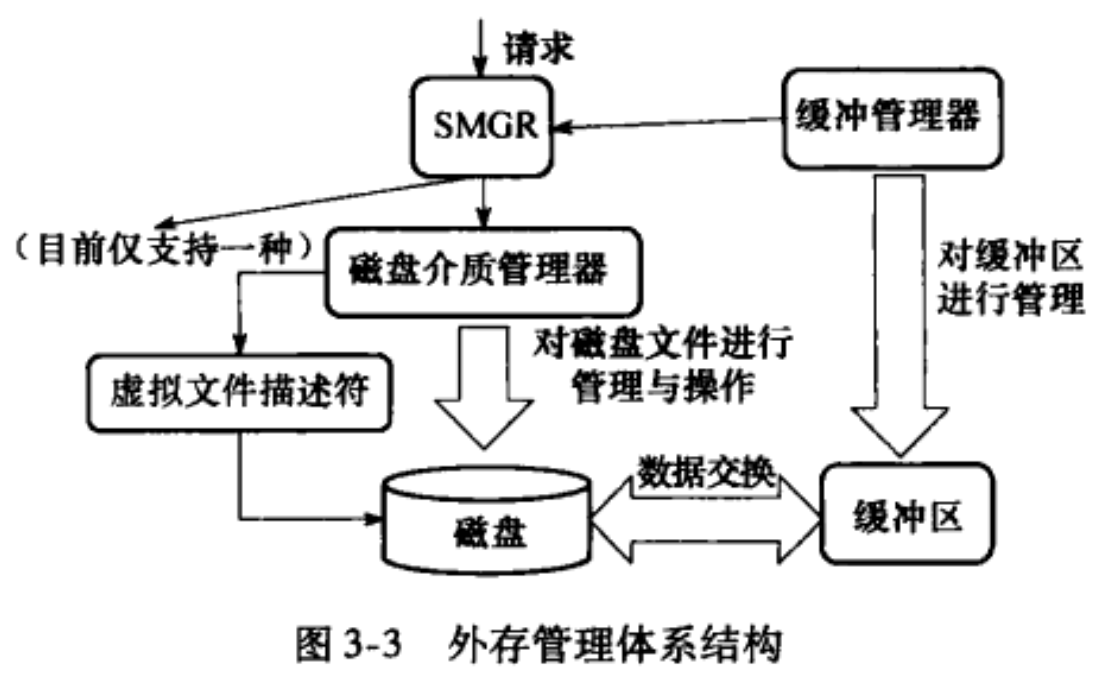 请求
SMGR
缓冲管理器
（目前仅支持一种）
磁盘介质管理器
对缓冲区
进行管理
对磁盘文件进行
管理与操作
虚拟文件描述符
数据交换
磁盘
缓冲区
图 3-3 外存管理体系结构